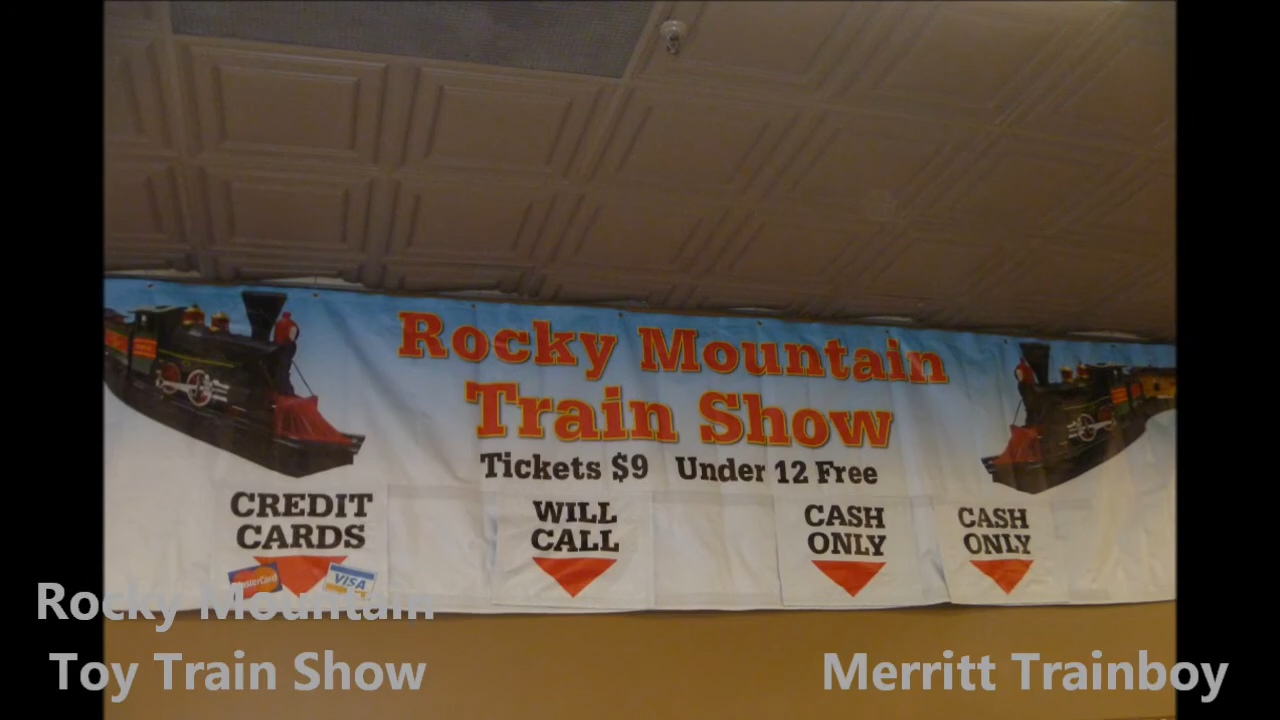 Rocky Mountain
Train Show
Tickets $9 Under 12 Free
CREDIT
CARDS
MasterCard
VISA
WILL
CALL
CASH
ONLY
CASH
ONLY
Rocky Mountain
Toy Train Show
Merritt Trainboy